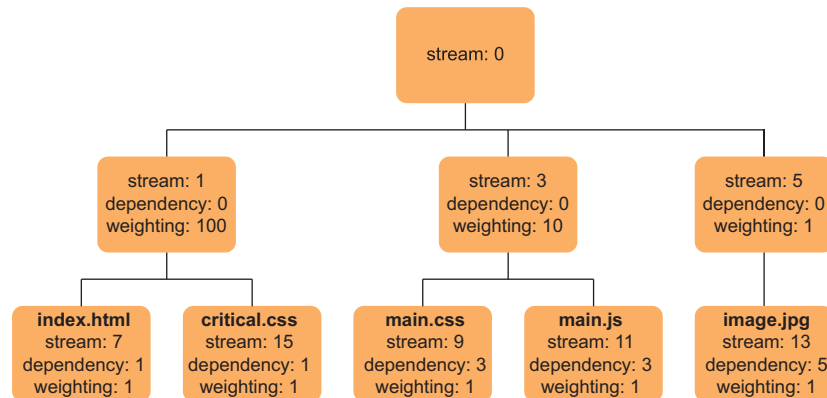 stream: 0
stream: 1
dependency: 0
weighting: 100
stream: 3
dependency: 0
weighting: 10
stream: 5
dependency: 0
weighting: 1
index.html
stream: 7
dependency: 1
weighting: 1
critical.css
stream: 15
dependency: 1
weighting: 1
main.css
stream: 9
dependency: 3
weighting: 1
main.js
stream: 11
dependency: 3
weighting: 1
image.jpg
stream: 13
dependency: 5
weighting: 1